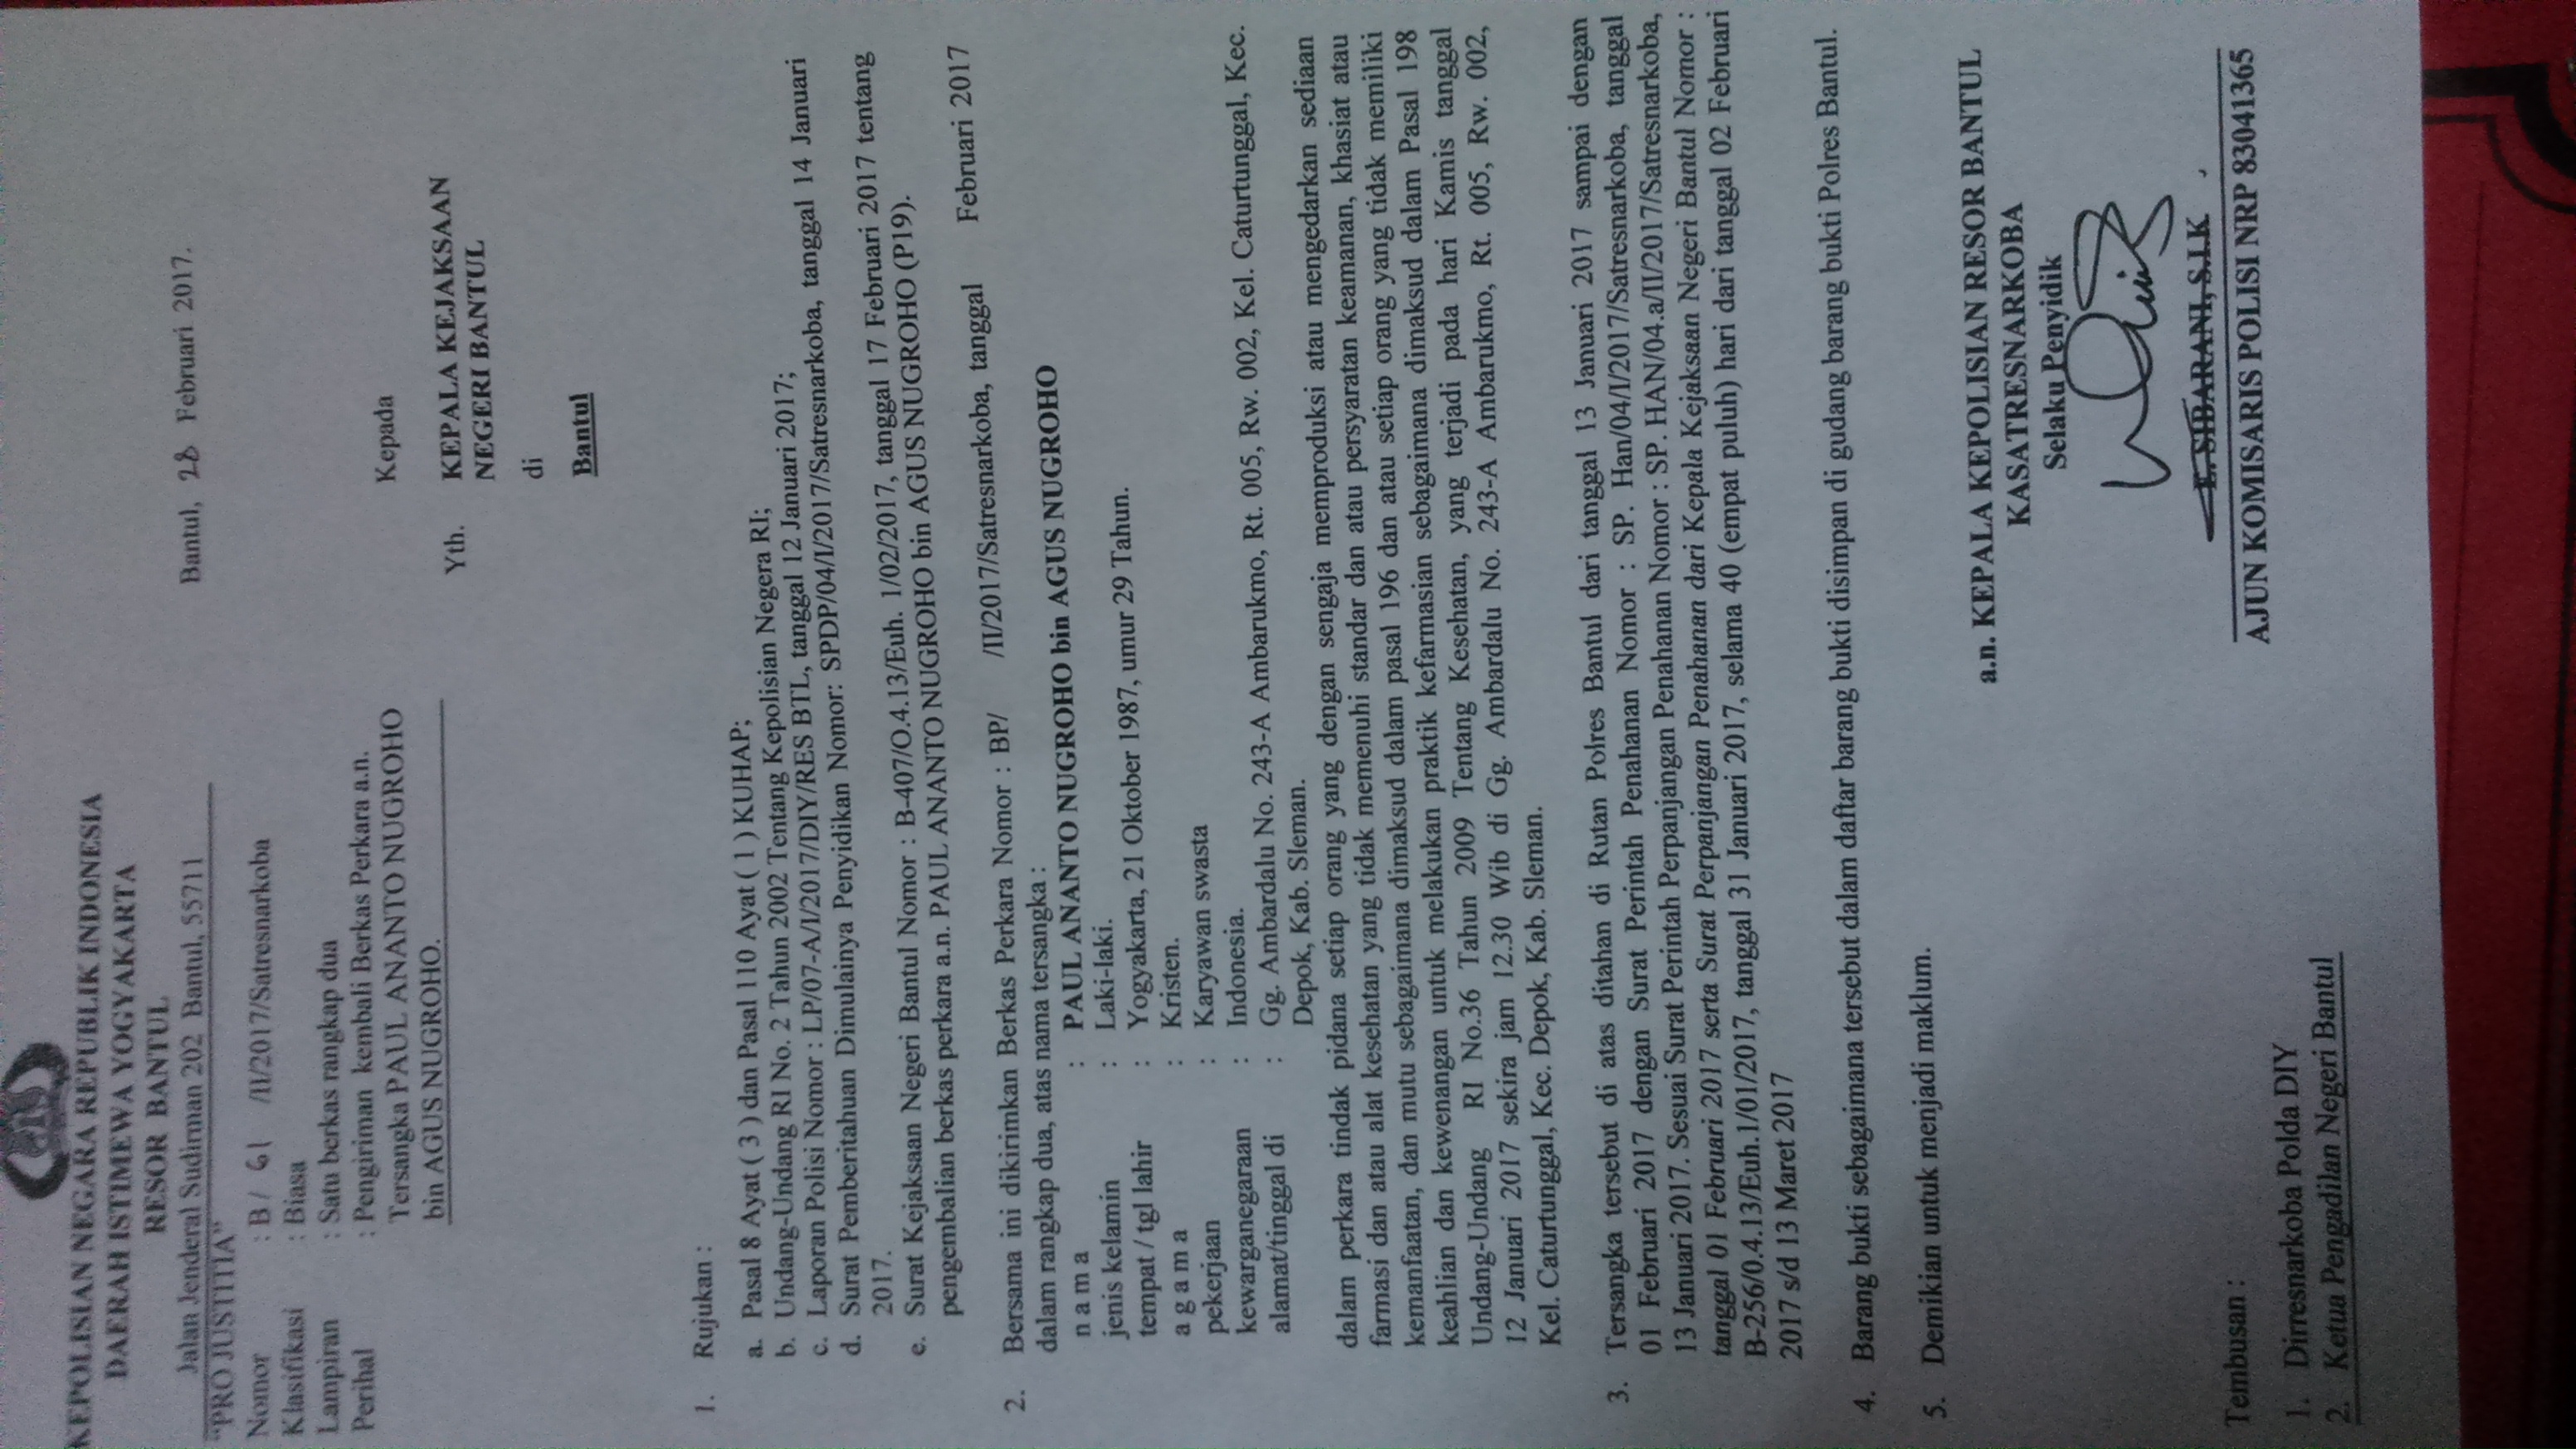 KEPOLISIAN NEGARA REPUBLIK INDONESIA
DAERAH ISTIMEWA YOGYAKARTA
RESOR BANTUL
Jalan Jenderal Sudirman 202 Bantul, 55711
"PRO JUSTITIA"
Bantul, 28 Februari 2017.
Nomor : B / 61 /II/2017/Satresnarkoba
Klasifikasi : Biasa
Lampiran : Satu berkas rangkap dua
Perihal : Pengiriman kembali Berkas Perkara a.n.
Tersangka PAUL ANANTO NUGROHO
bin AGUS NUGROHO.
Kepada
Yth. KEPALA KEJAKSAAN
NEGERI BANTUL
di
Bantul
1. Rujukan :
a. Pasal 8 Ayat ( 3 ) dan Pasal 110 Ayat ( 1 ) KUHAP;
b. Undang-Undang RI No. 2 Tahun 2002 Tentang Kepolisian Negera RI;
c. Laporan Polisi Nomor : LP/07-A/I/2017/DIY/RES BTL, tanggal 12 Januari 2017;
d. Surat Pemberitahuan Dimulainya Penyidikan Nomor: SPDP/04/I/2017/Satresnarkoba, tanggal 14 Januari
2017.
e. Surat Kejaksaan Negeri Bantul Nomor : B-407/O.4.13/Euh. 1/02/2017, tanggal 17 Februari 2017 tentang
pengembalian berkas perkara a.n. PAUL ANANTO NUGROHO bin AGUS NUGROHO (P19).
2. Bersama ini dikirimkan Berkas Perkara Nomor : BP/ /II/2017/Satresnarkoba, tanggal Februari 2017
dalam rangkap dua, atas nama tersangka :
n a m a : PAUL ANANTO NUGROHO bin AGUS NUGROHO
jenis kelamin : Laki-laki.
tempat / tgl lahir : Yogyakarta, 21 Oktober 1987, umur 29 Tahun.
a g a m a : Kristen.
pekerjaan : Karyawan swasta
kewarganegaraan : Indonesia.
alamat/tinggal di : Gg. Ambardalu No. 243-A Ambarukmo, Rt. 005, Rw. 002, Kel. Caturtunggal, Kec.
Depok, Kab. Sleman.
dalam perkara tindak pidana setiap orang yang dengan sengaja memproduksi atau mengedarkan sediaan
farmasi dan atau alat kesehatan yang tidak memenuhi standar dan atau persyaratan keamanan, khasiat atau
kemanfaatan, dan mutu sebagaimana dimaksud dalam pasal 196 dan atau setiap orang yang tidak memiliki
keahlian dan kewenangan untuk melakukan praktik kefarmasian sebagaimana dimaksud dalam Pasal 198
Undang-Undang RI No.36 Tahun 2009 Tentang Kesehatan, yang terjadi pada hari Kamis tanggal
12 Januari 2017 sekira jam 12.30 Wib di Gg. Ambardalu No. 243-A Ambarukmo, Rt. 005, Rw. 002,
Kel. Caturtunggal, Kec. Depok, Kab. Sleman.
3. Tersangka tersebut di atas ditahan di Rutan Polres Bantul dari tanggal 13 Januari 2017 sampai dengan
01 Februari 2017 dengan Surat Perintah Penahanan Nomor : SP. Han/04/I/2017/Satresnarkoba, tanggal
13 Januari 2017. Sesuai Surat Perintah Perpanjangan Penahanan Nomor : SP. HAN/04.a/II/2017/Satresnarkoba,
tanggal 01 Februari 2017 serta Surat Perpanjangan Penahanan dari Kepala Kejaksaan Negeri Bantul Nomor :
B-256/0.4.13/Euh.1/01/2017, tanggal 31 Januari 2017, selama 40 (empat puluh) hari dari tanggal 02 Februari
2017 s/d 13 Maret 2017
4. Barang bukti sebagaimana tersebut dalam daftar barang bukti disimpan di gudang barang bukti Polres Bantul.
5. Demikian untuk menjadi maklum.
a.n. KEPALA KEPOLISIAN RESOR BANTUL
KASATRESNARKOBA
Selaku Penyidik
SIBARANI, S.I.K
AJUN KOMISARIS POLISI NRP 83041365
Tembusan :
1. Dirresnarkoba Polda DIY
2. Ketua Pengadilan Negeri Bantul